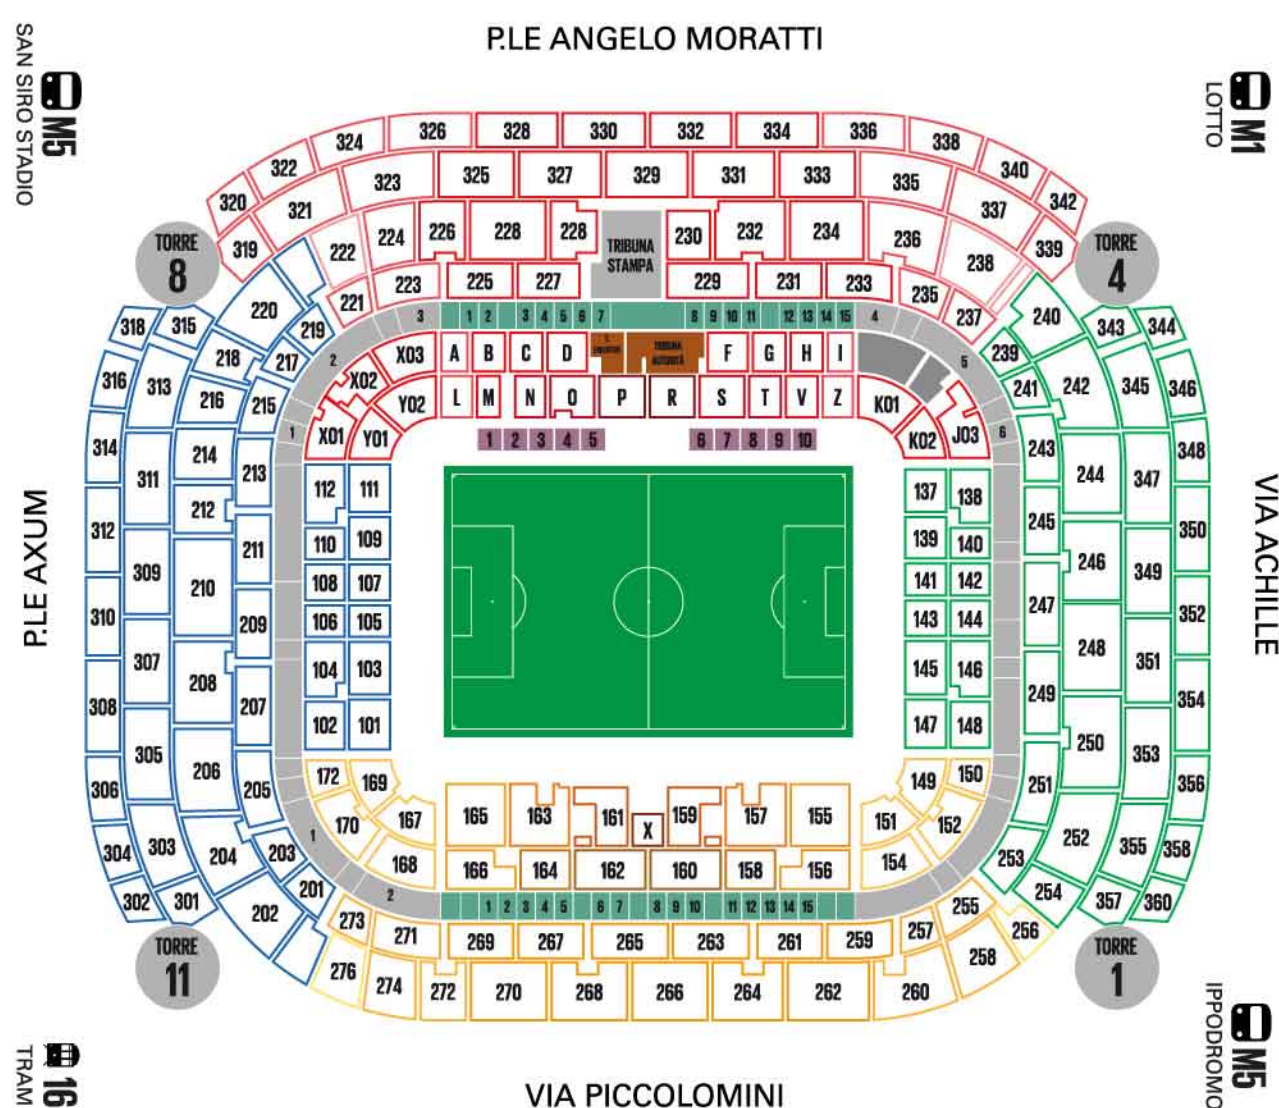 P.LE ANGELO MORATTI
SAN SIRO STADIO
M5
LOTTO
M1
320 322 324 326 328 330 332 334 336 338 340 342
319 321 323 325 327 329 331 333 335 337 339
222 224 226 228 228 TRIBUNA STAMPA 230 232 234 236 238
221 223 225 227 229 231 233 235 237
TORRE 8
TORRE 4
3 1 2 3 4 5 6 7 8 9 10 11 12 13 14 15 4
2 5
1 6
X03 A B C D TRIBUNA AUTORITÀ F G H I
X02 Y02 L M N O P R S T V Z K01
X01 Y01 K02 J03
1 2 3 4 5 6 7 8 9 10
220 219
318 315 218 217
316 313 216 215
314 311 214 213
312 212 211
309 210
310 209
307 208
308 207
305 206 205
306
304 303 204 203
302 301 202 201
112 111
110 109
108 107
106 105
104 103
102 101
240 343 344
239 241 242 345 346
243 244 347 348
245 350
246 349
247 352
248 351
249 354
250 353
251 356
252 355 358
253 254 357 360
137 138
139 140
141 142
143 144
145 146
147 148
P.LE AXUM
VIA ACHILLE
172 169 170 167 168
165 163 161 X 159 157 155
166 164 162 160 158 156
149 150 151 152 154
1 2
1 2 3 4 5 6 7 8 9 10 11 12 13 14 15
273 271 269 267 265 263 261 259 257 255
276 274 272 270 268 266 264 262 260 258 256
TORRE 11
TORRE 1
16
TRAM
IPPODROMO
M5
VIA PICCOLOMINI